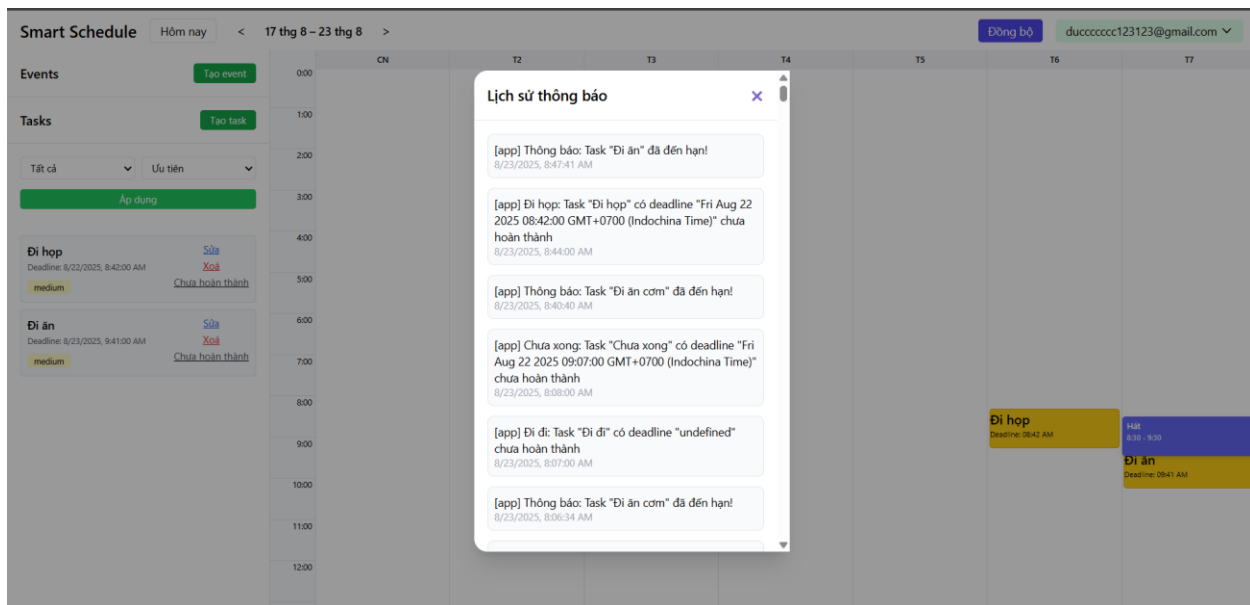 Smart Schedule Hôm nay < 17 thg 8 – 23 thg 8 > Đồng bộ duccccccc123123@gmail.com
Events Tạo event
Tasks Tạo task
Tất cả Ưu tiên
Áp dụng
Đi họp Sửa
Deadline: 8/22/2025, 8:42:00 AM Xoá
medium Chưa hoàn thành
Đi ăn Sửa
Deadline: 8/23/2025, 9:41:00 AM Xoá
medium Chưa hoàn thành
CN T2 T3 T4 T5 T6 T7
0:00
1:00
2:00
3:00
4:00
5:00
6:00
7:00
8:00
9:00
10:00
11:00
12:00
Lịch sử thông báo ×
[app] Thông báo: Task "Đi ăn" đã đến hạn!
8/23/2025, 8:47:41 AM
[app] Đi họp: Task "Đi họp" có deadline "Fri Aug 22
2025 08:42:00 GMT+0700 (Indochina Time)" chưa
hoàn thành
8/23/2025, 8:44:00 AM
[app] Thông báo: Task "Đi ăn cơm" đã đến hạn!
8/23/2025, 8:40:40 AM
[app] Chưa xong: Task "Chưa xong" có deadline "Fri
Aug 22 2025 09:07:00 GMT+0700 (Indochina Time)"
chưa hoàn thành
8/23/2025, 8:08:00 AM
[app] Đi đi: Task "Đi đi" có deadline "undefined"
chưa hoàn thành
8/23/2025, 8:07:00 AM
[app] Thông báo: Task "Đi ăn cơm" đã đến hạn!
8/23/2025, 8:06:34 AM
Đi họp
Deadline: 08:42 AM
Hát
8:30 - 9:30
Đi ăn
Deadline: 09:41 AM